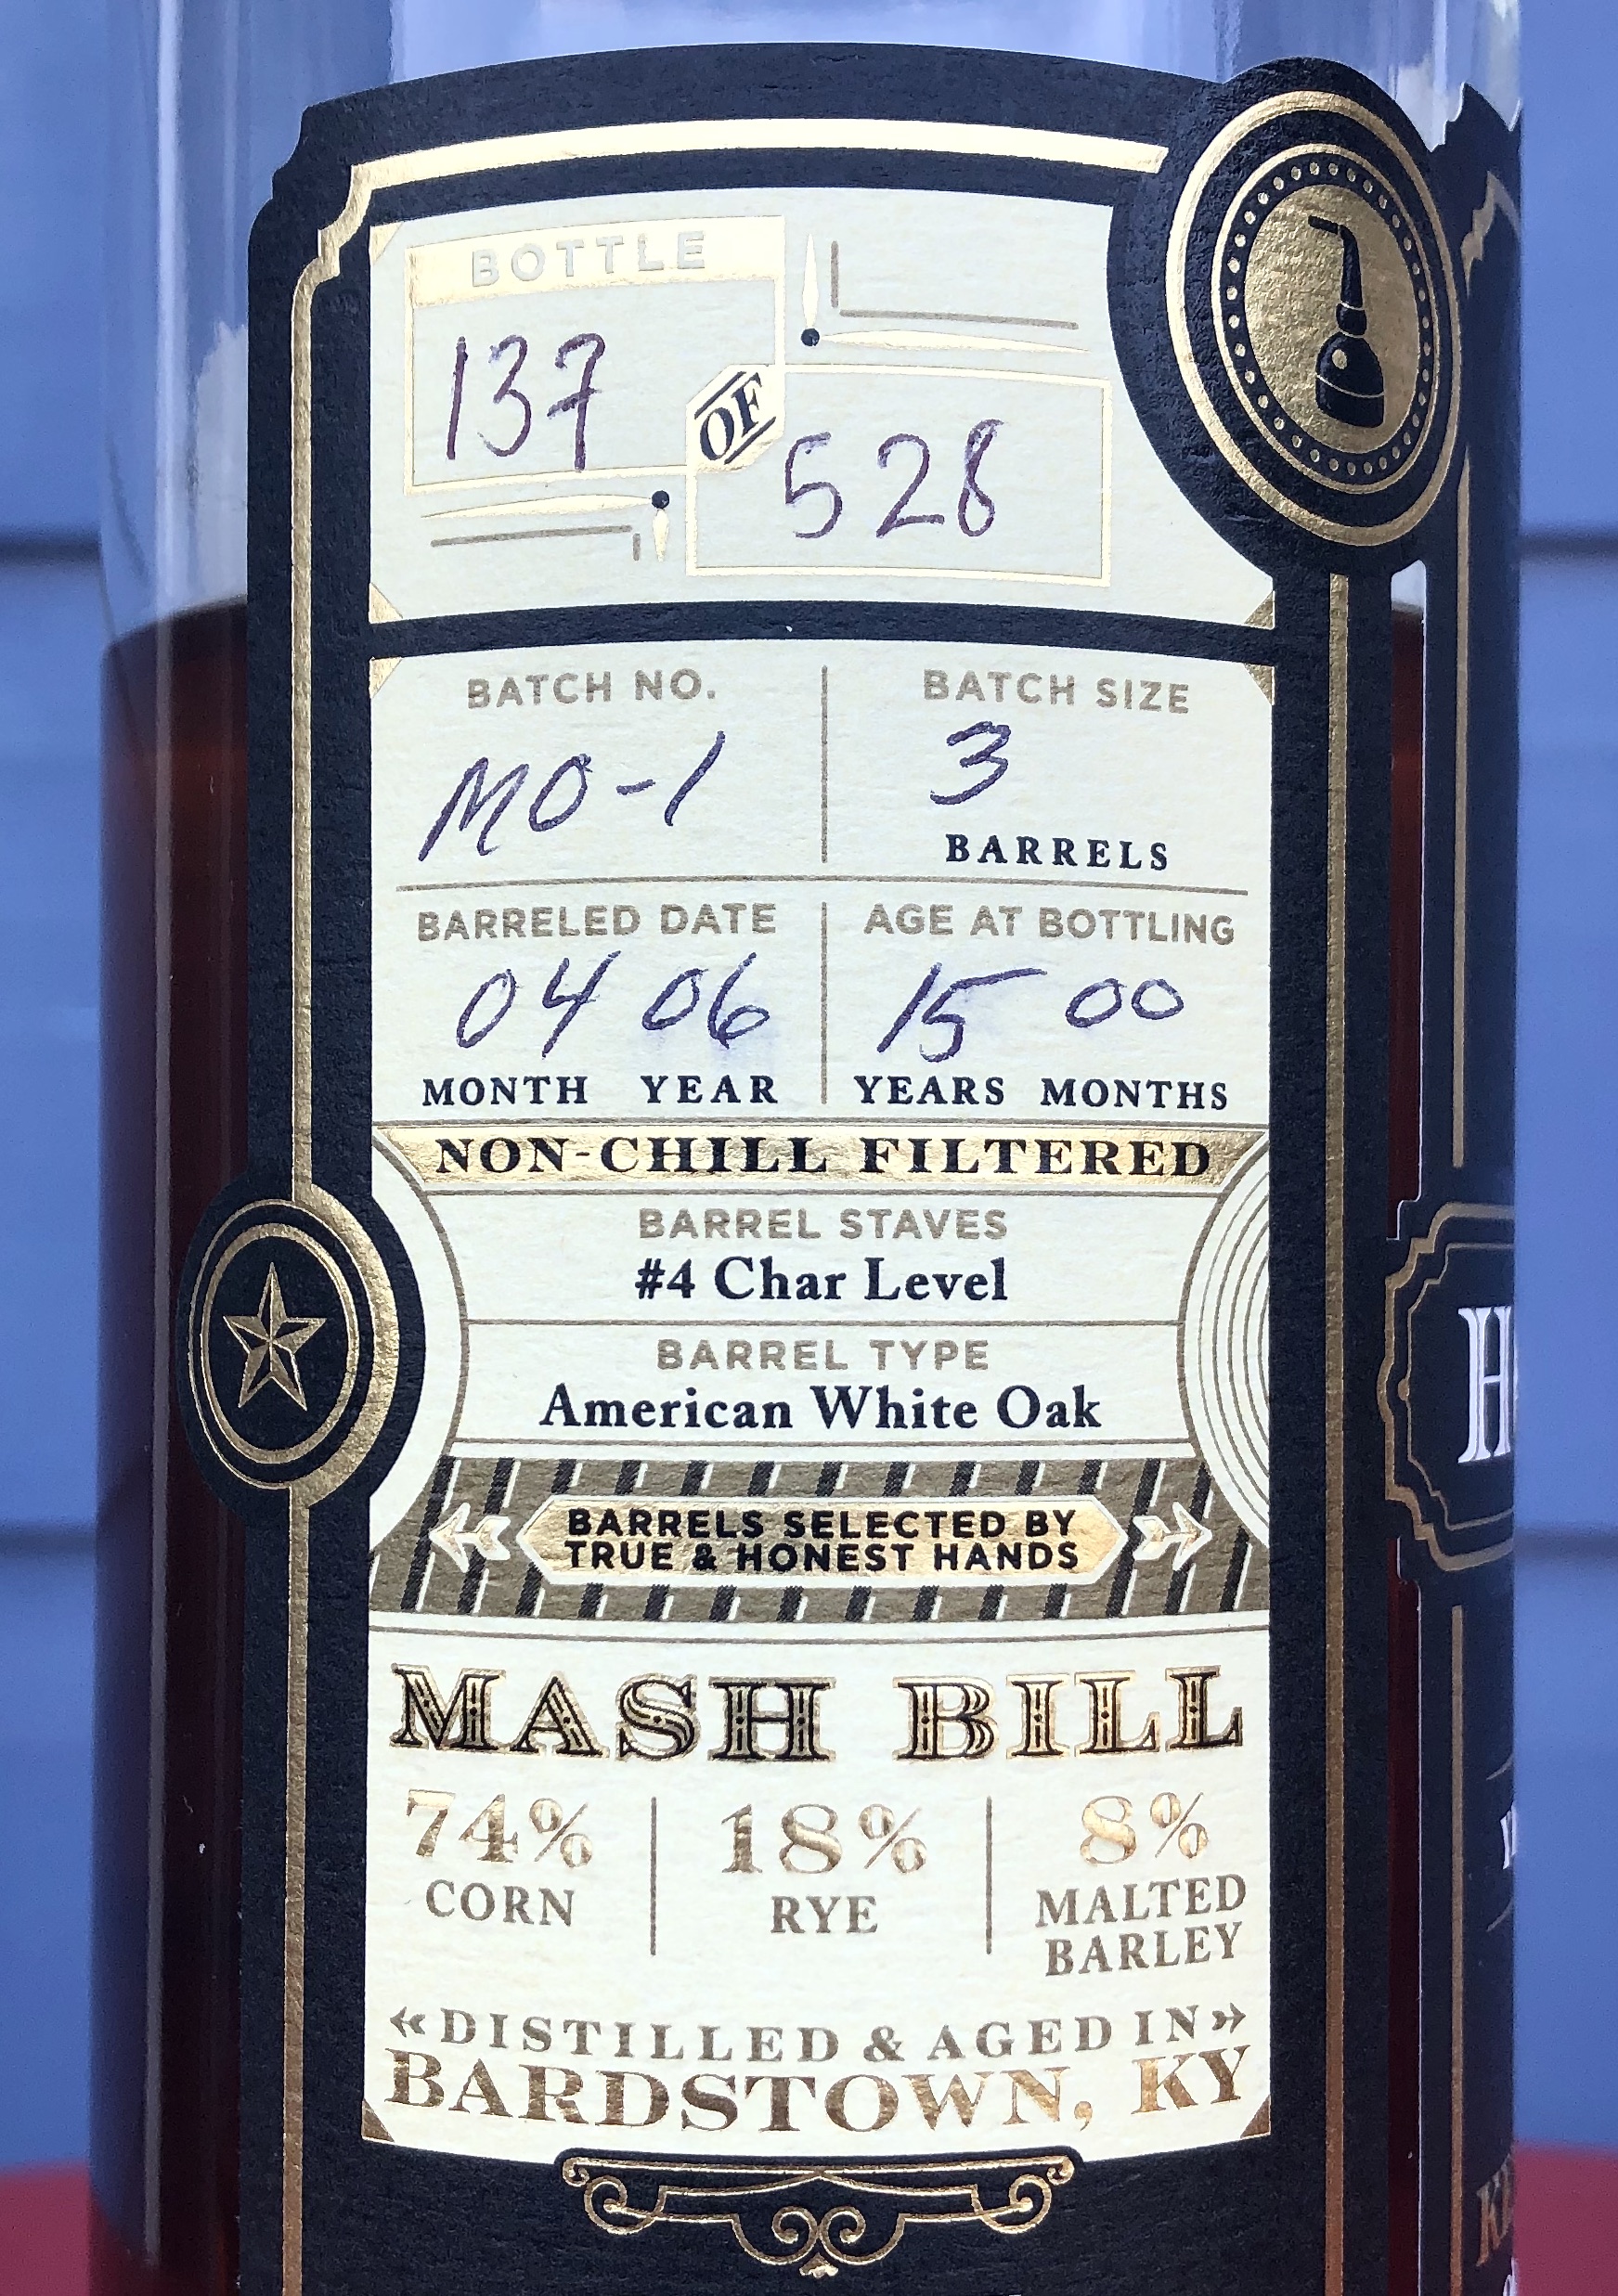 BOTTLE
137
OF
528
BATCH NO.
MO-1
BATCH SIZE
3
BARRELS
BARRELED DATE
04 06
MONTH YEAR
AGE AT BOTTLING
15 00
YEARS MONTHS
NON-CHILL FILTERED
BARREL STAVES
#4 Char Level
BARREL TYPE
American White Oak
BARRELS SELECTED BY
TRUE & HONEST HANDS
MASH BILL
74%
CORN
18%
RYE
8%
MALTED
BARLEY
DISTILLED & AGED IN
BARDSTOWN, KY